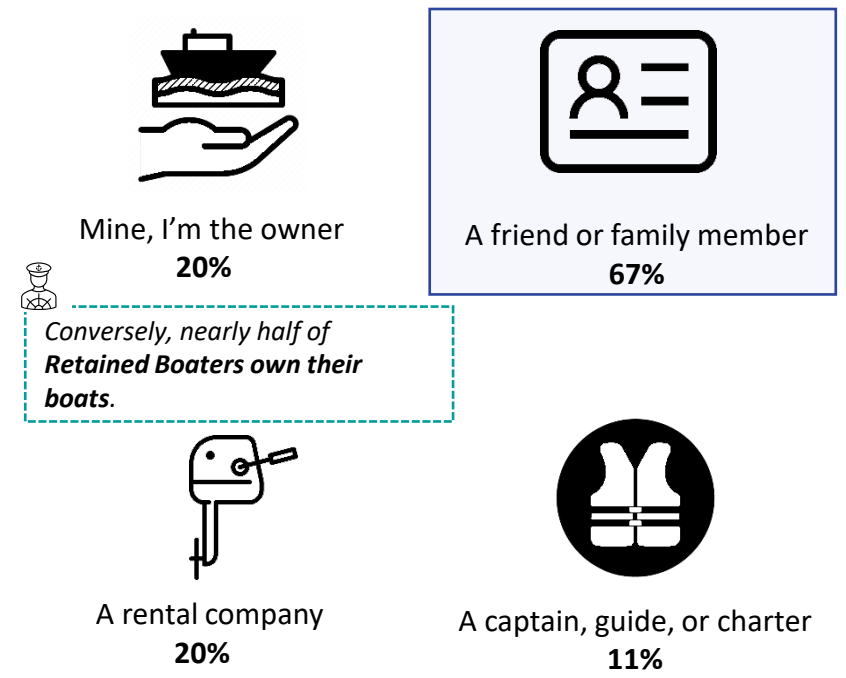 Mine, I’m the owner
20%
A friend or family member
67%
Conversely, nearly half of
Retained Boaters own their
boats.
A rental company
20%
A captain, guide, or charter
11%